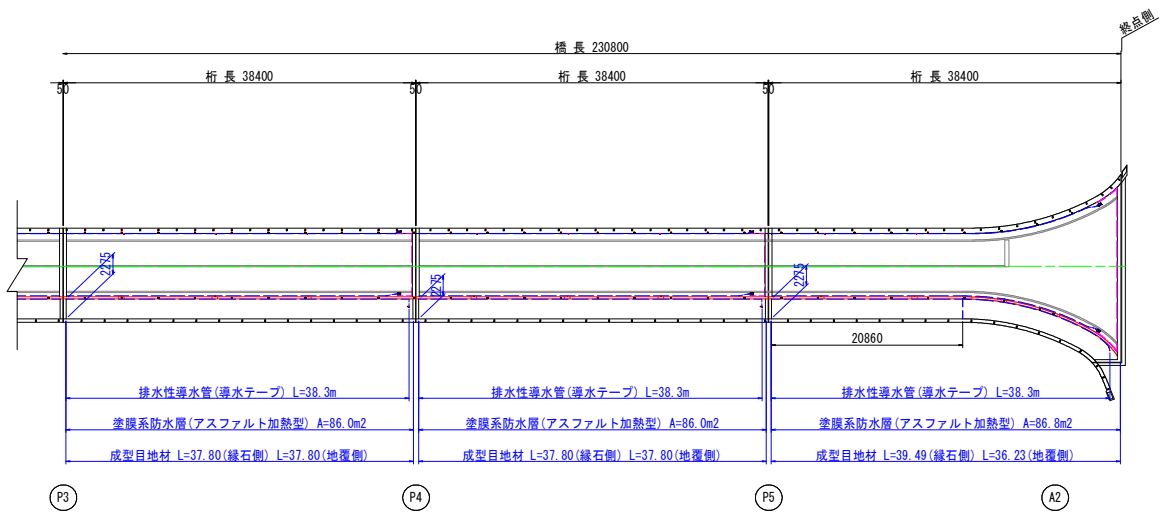 終点側
橋 長 230800
桁 長 38400
桁 長 38400
桁 長 38400
50
50
50
2275
2275
2275
20860
排水性導水管(導水テープ) L=38.3m
排水性導水管(導水テープ) L=38.3m
排水性導水管(導水テープ) L=38.3m
塗膜系防水層(アスファルト加熱型) A=86.0m2
塗膜系防水層(アスファルト加熱型) A=86.0m2
塗膜系防水層(アスファルト加熱型) A=86.8m2
成型目地材 L=37.80(縁石側) L=37.80(地覆側)
成型目地材 L=37.80(縁石側) L=37.80(地覆側)
成型目地材 L=39.49(縁石側) L=36.23(地覆側)
P3
P4
P5
A2